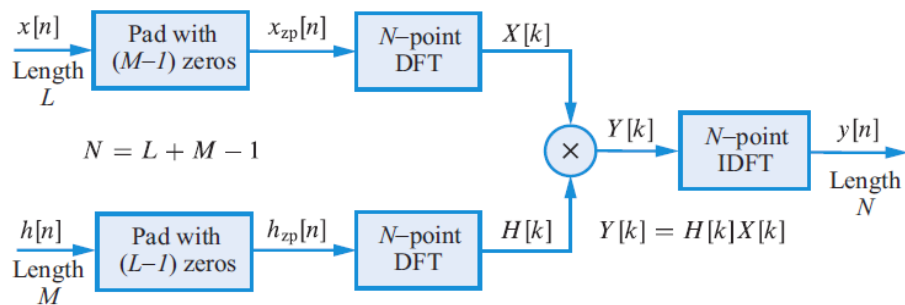 x[n]
Length
L
Pad with
(M–1) zeros
x_zp[n]
N–point
DFT
X[k]
N = L + M − 1
×
Y[k]
N–point
IDFT
y[n]
Length
N
h[n]
Length
M
Pad with
(L–1) zeros
h_zp[n]
N–point
DFT
H[k]
Y[k] = H[k]X[k]